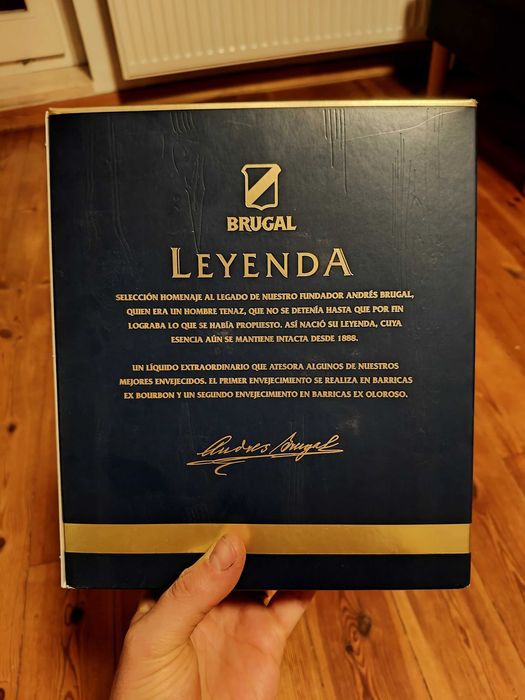 BRUGAL
LEYENDA
SELECCIÓN HOMENAJE AL LEGADO DE NUESTRO FUNDADOR ANDRÉS BRUGAL,
QUIEN ERA UN HOMBRE TENAZ, QUE NO SE DETENÍA HASTA QUE POR FIN
LOGRABA LO QUE SE HABÍA PROPUESTO. ASÍ NACIÓ SU LEYENDA, CUYA
ESENCIA AÚN SE MANTIENE INTACTA DESDE 1888.
UN LÍQUIDO EXTRAORDINARIO QUE ATESORA ALGUNOS DE NUESTROS
MEJORES ENVEJECIDOS. EL PRIMER ENVEJECIMIENTO SE REALIZA EN BARRICAS
EX BOURBON Y UN SEGUNDO ENVEJECIMIENTO EN BARRICAS EX OLOROSO.
Andres Brugal